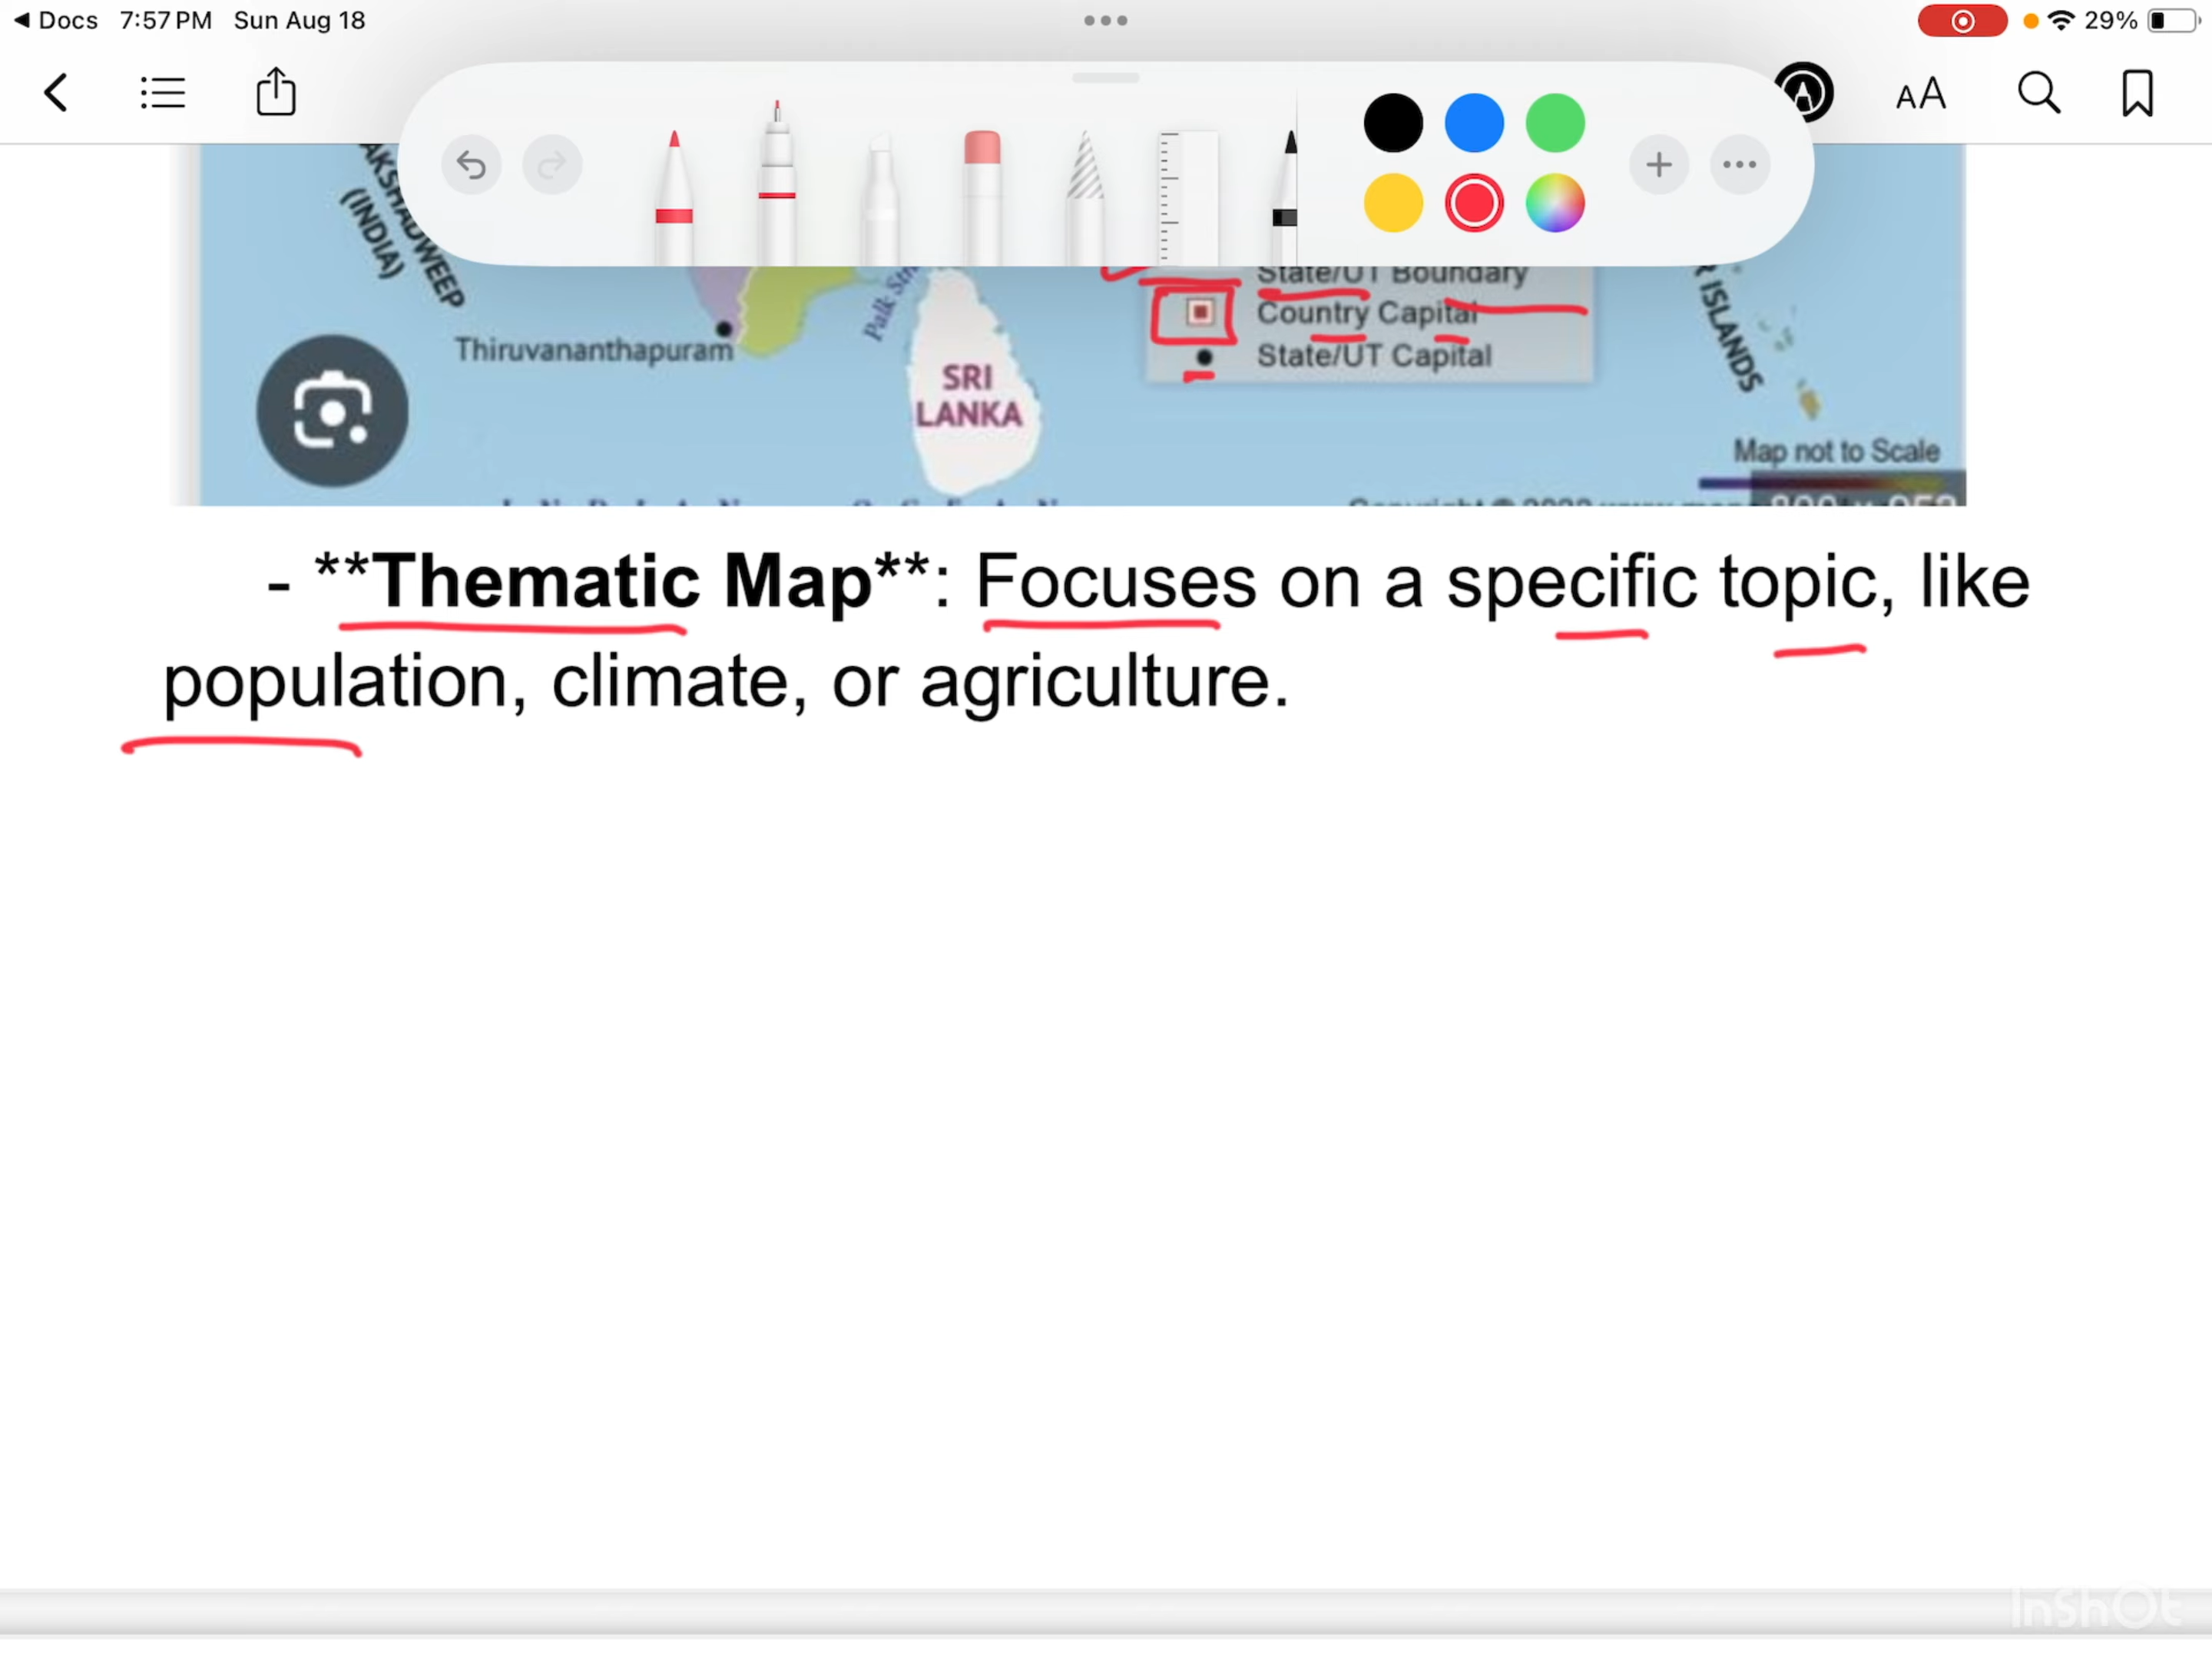 ◀ Docs 7:57 PM Sun Aug 18
29%
AA
(INDIA)
Thiruvananthapuram
Palk
SRI
LANKA
State/UT Boundary
Country Capital
State/UT Capital
ISLANDS
Map not to Scale
- **Thematic Map**: Focuses on a specific topic, like
population, climate, or agriculture.
InShOt